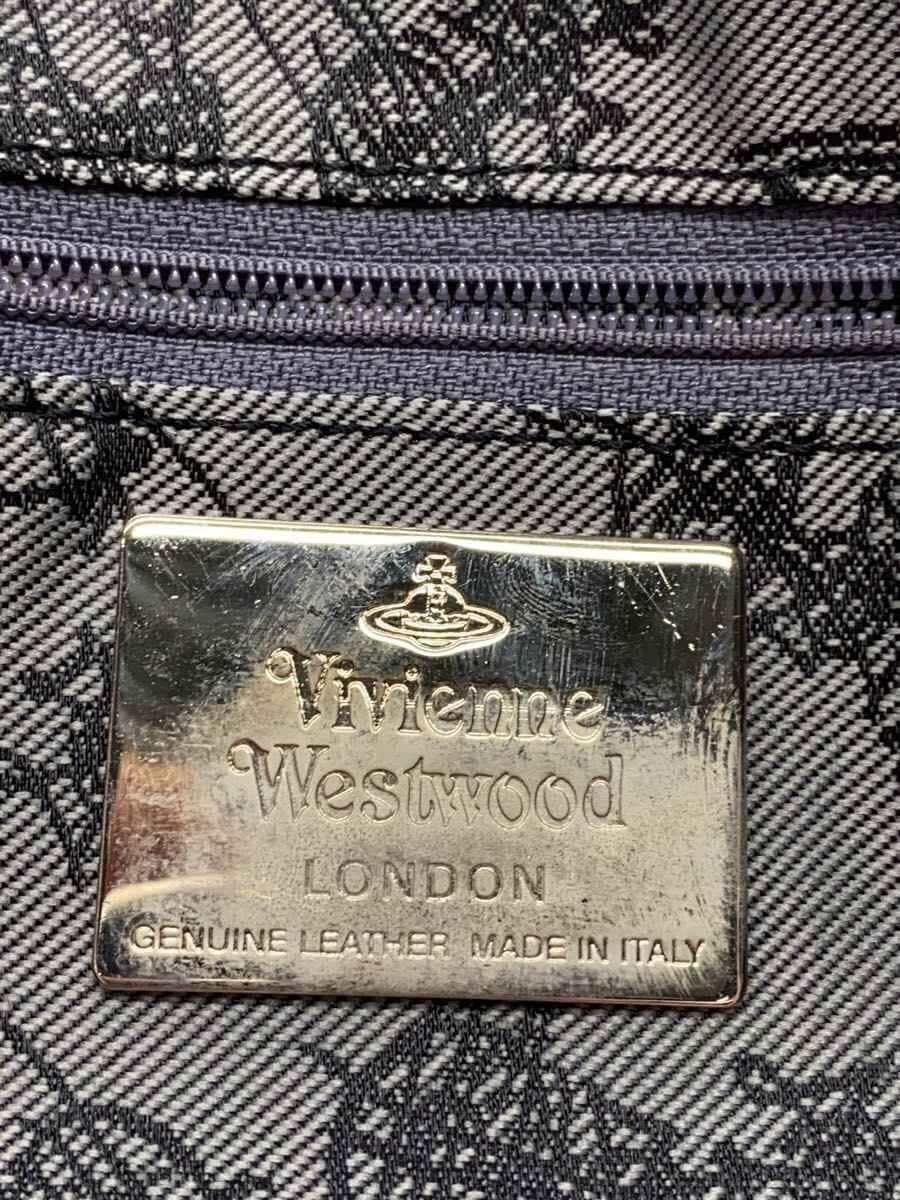 Vivienne
Westwood
LONDON
GENUINE LEATHER MADE IN ITALY